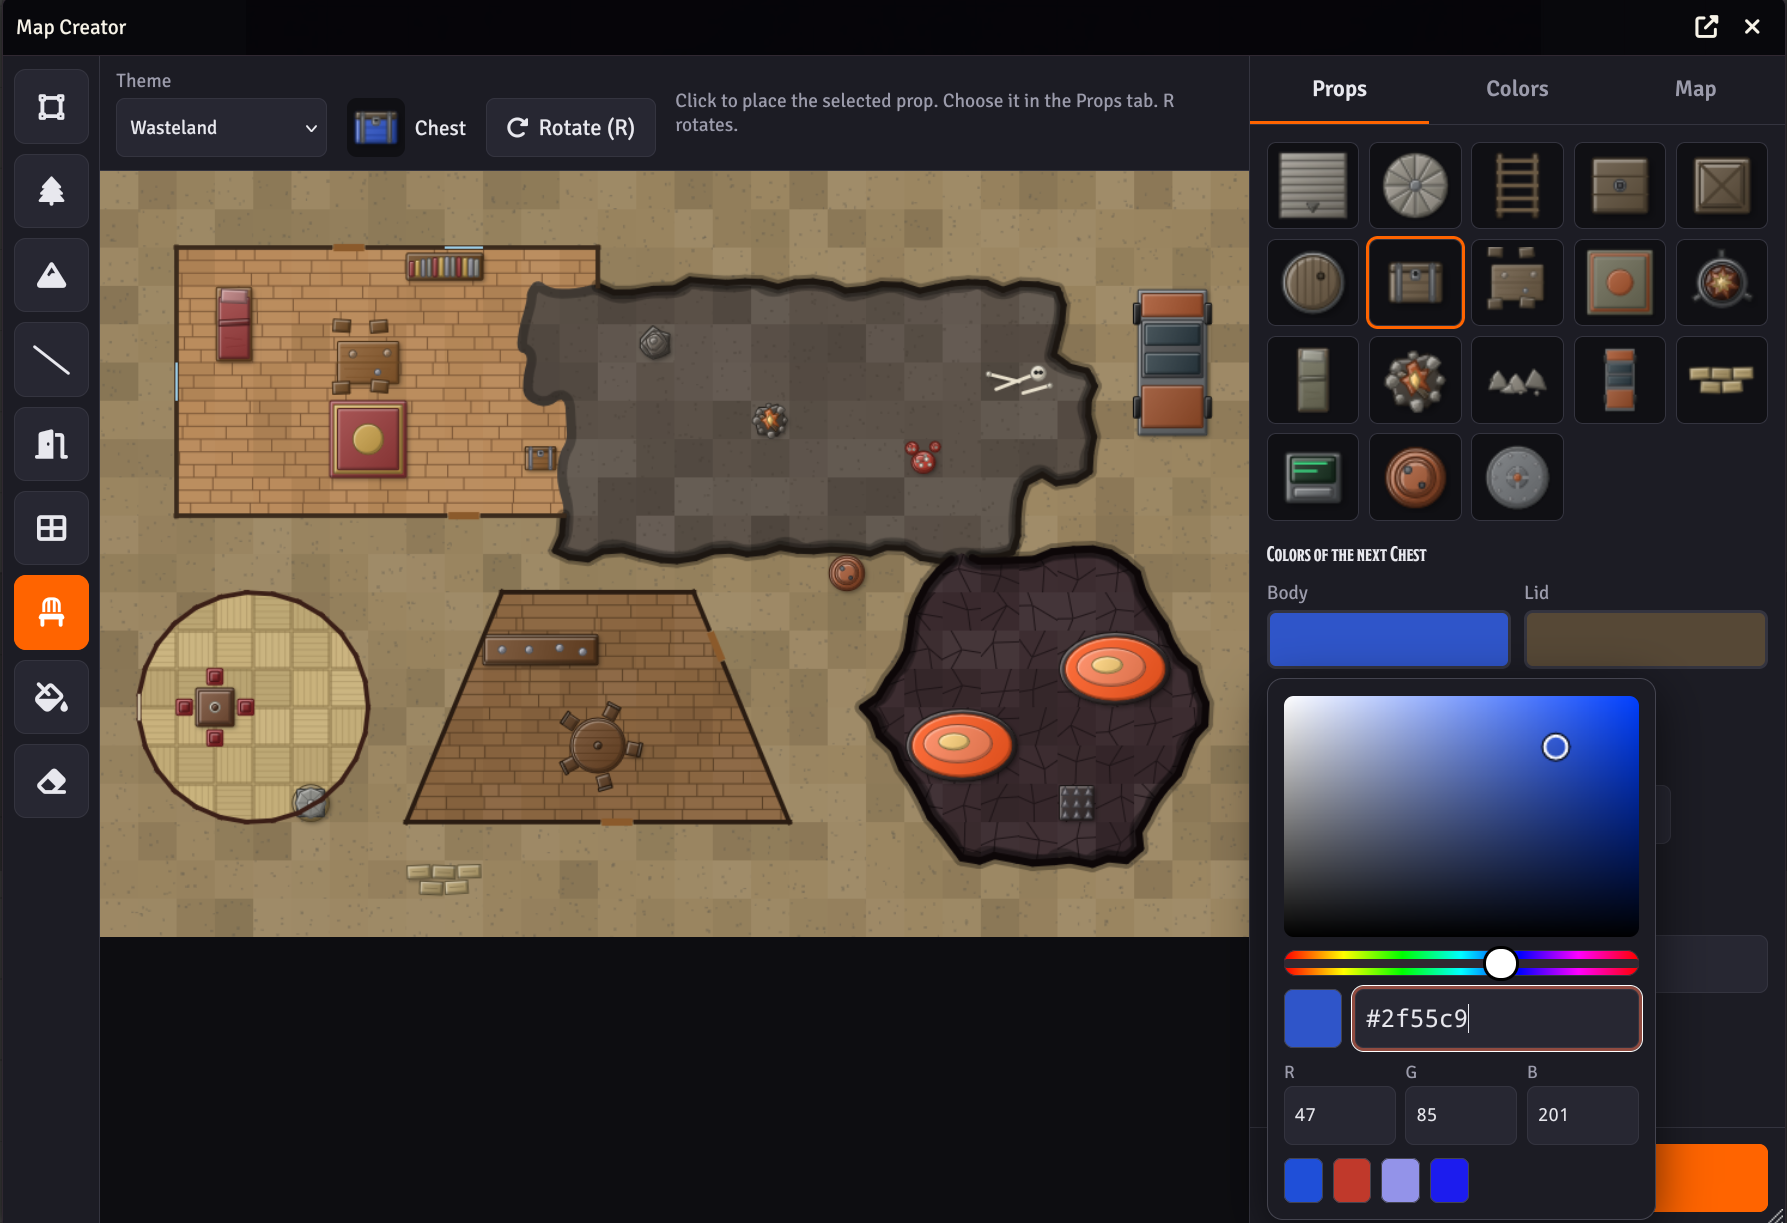 Map Creator
Theme
Wasteland
Chest
Rotate (R)
Click to place the selected prop. Choose it in the Props tab. R
rotates.
Props
Colors
Map
Colors of the next Chest
Body
Lid
#2f55c9
R
G
B
47
85
201